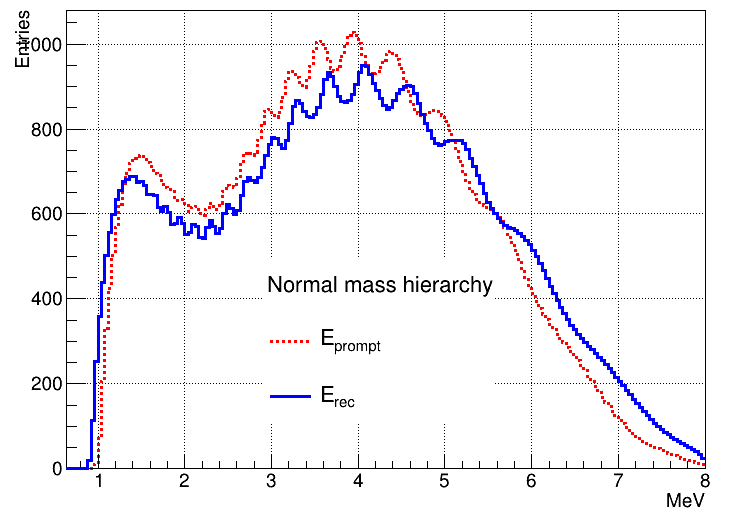 Entries
1000
800
600
400
200
0
Normal mass hierarchy
E_prompt
E_rec
1 2 3 4 5 6 7 8
MeV